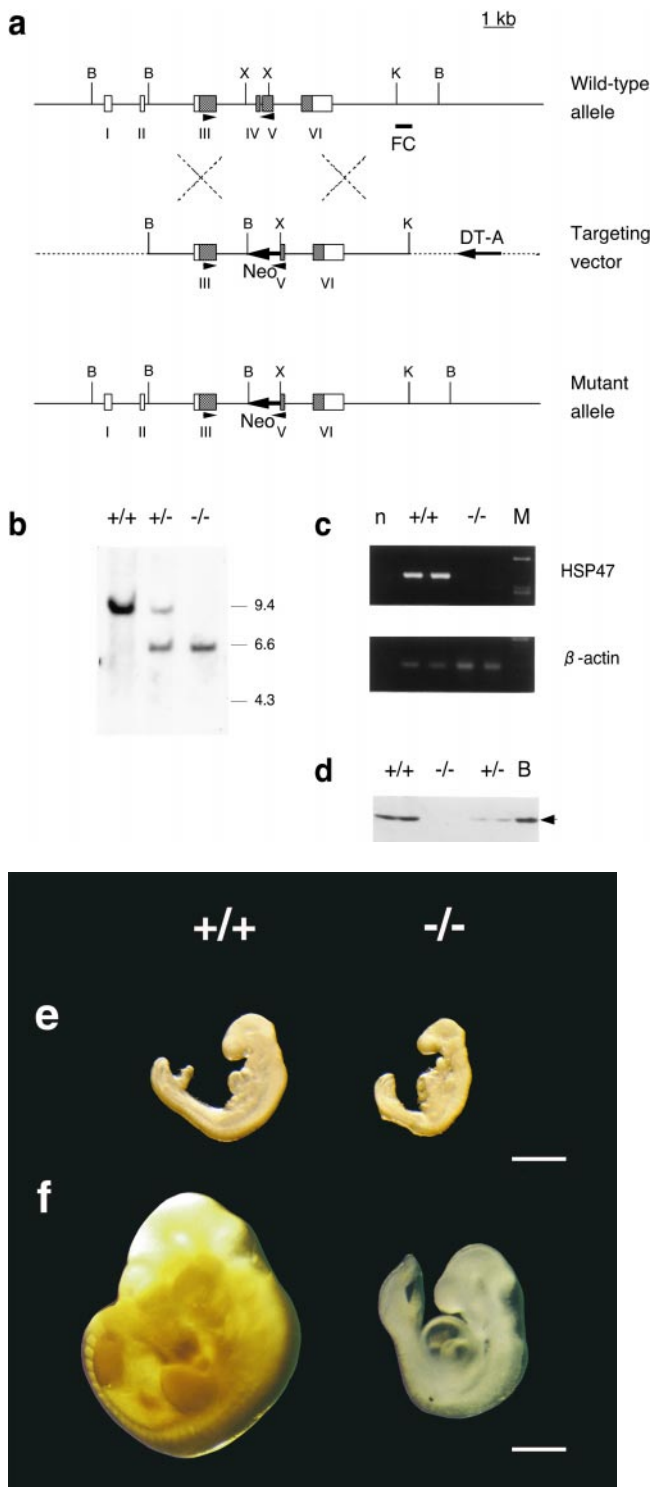 a
1 kb
B B X X K B
Wild-type
allele
I II III IV V VI
FC
B B X K
DT-A
Targeting
vector
Neo
III V VI
B B B X K B
Mutant
allele
Neo
I II III V VI
b
+/+ +/- -/-
9.4
6.6
4.3
c
n +/+ -/- M
HSP47
β-actin
d
+/+ -/- +/- B
+/+ -/-
e
f